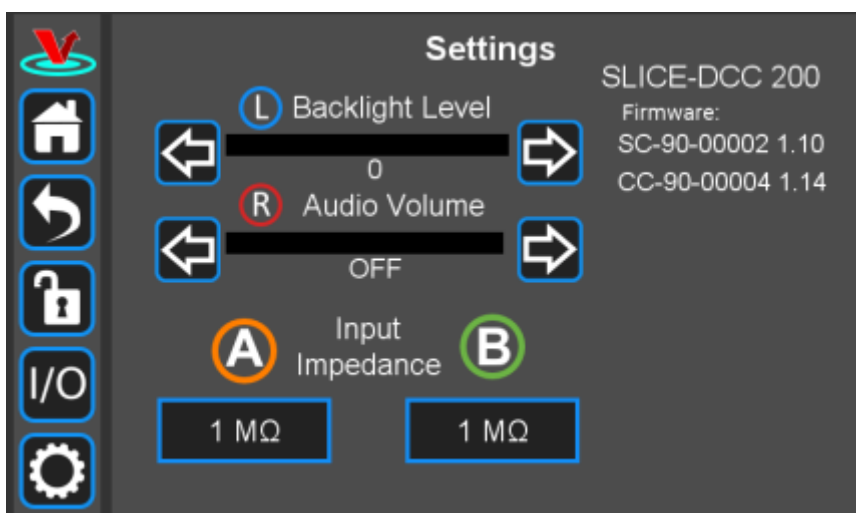 Settings
SLICE-DCC 200
Firmware:
SC-90-00002 1.10
CC-90-00004 1.14
L Backlight Level
0
R Audio Volume
OFF
A Input Impedance B
1 MΩ 1 MΩ
I/O